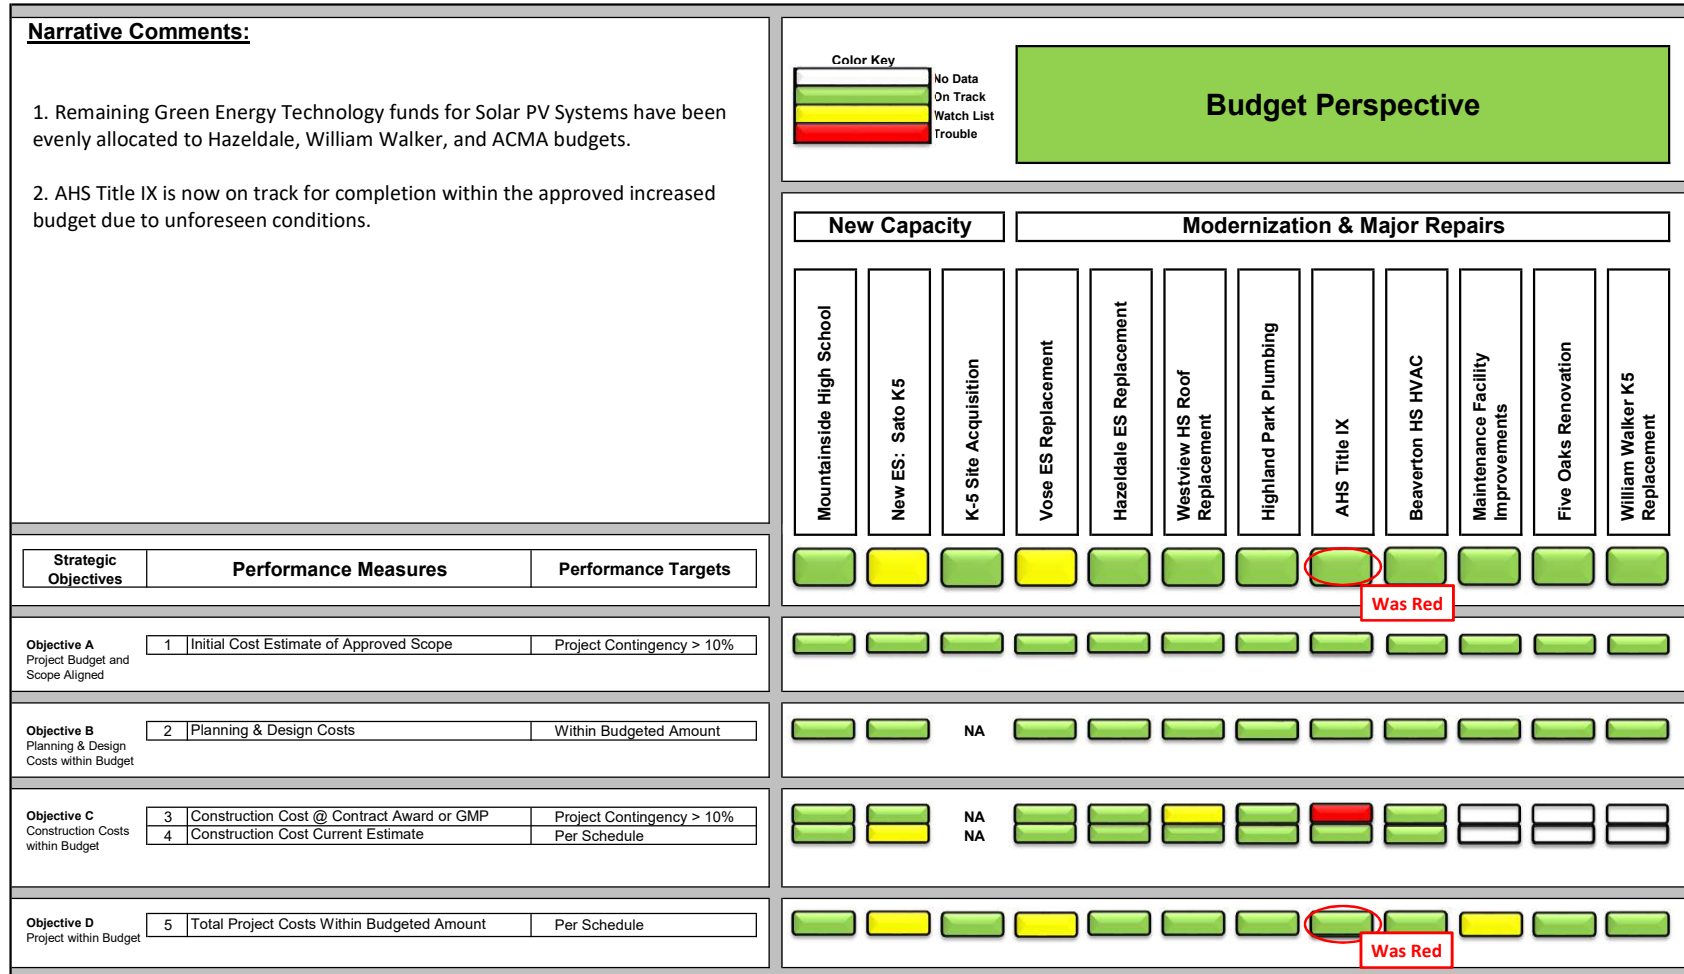 Narrative Comments:
1. Remaining Green Energy Technology funds for Solar PV Systems have been
evenly allocated to Hazeldale, William Walker, and ACMA budgets.
2. AHS Title IX is now on track for completion within the approved increased
budget due to unforeseen conditions.
Color Key
No Data
On Track
Watch List
Trouble
Budget Perspective
New Capacity
Modernization & Major Repairs
Mountainside High School
New ES: Sato K5
K-5 Site Acquisition
Vose ES Replacement
Hazeldale ES Replacement
Westview HS Roof
Replacement
Highland Park Plumbing
AHS Title IX
Beaverton HS HVAC
Maintenance Facility
Improvements
Five Oaks Renovation
William Walker K5
Replacement
Strategic
Objectives
Performance Measures
Performance Targets
Was Red
Objective A
Project Budget and
Scope Aligned
1 Initial Cost Estimate of Approved Scope Project Contingency > 10%
Objective B
Planning & Design
Costs within Budget
2 Planning & Design Costs Within Budgeted Amount
NA
Objective C
Construction Costs
within Budget
3 Construction Cost @ Contract Award or GMP Project Contingency > 10%
NA
4 Construction Cost Current Estimate Per Schedule
NA
Objective D
Project within Budget
5 Total Project Costs Within Budgeted Amount Per Schedule
Was Red